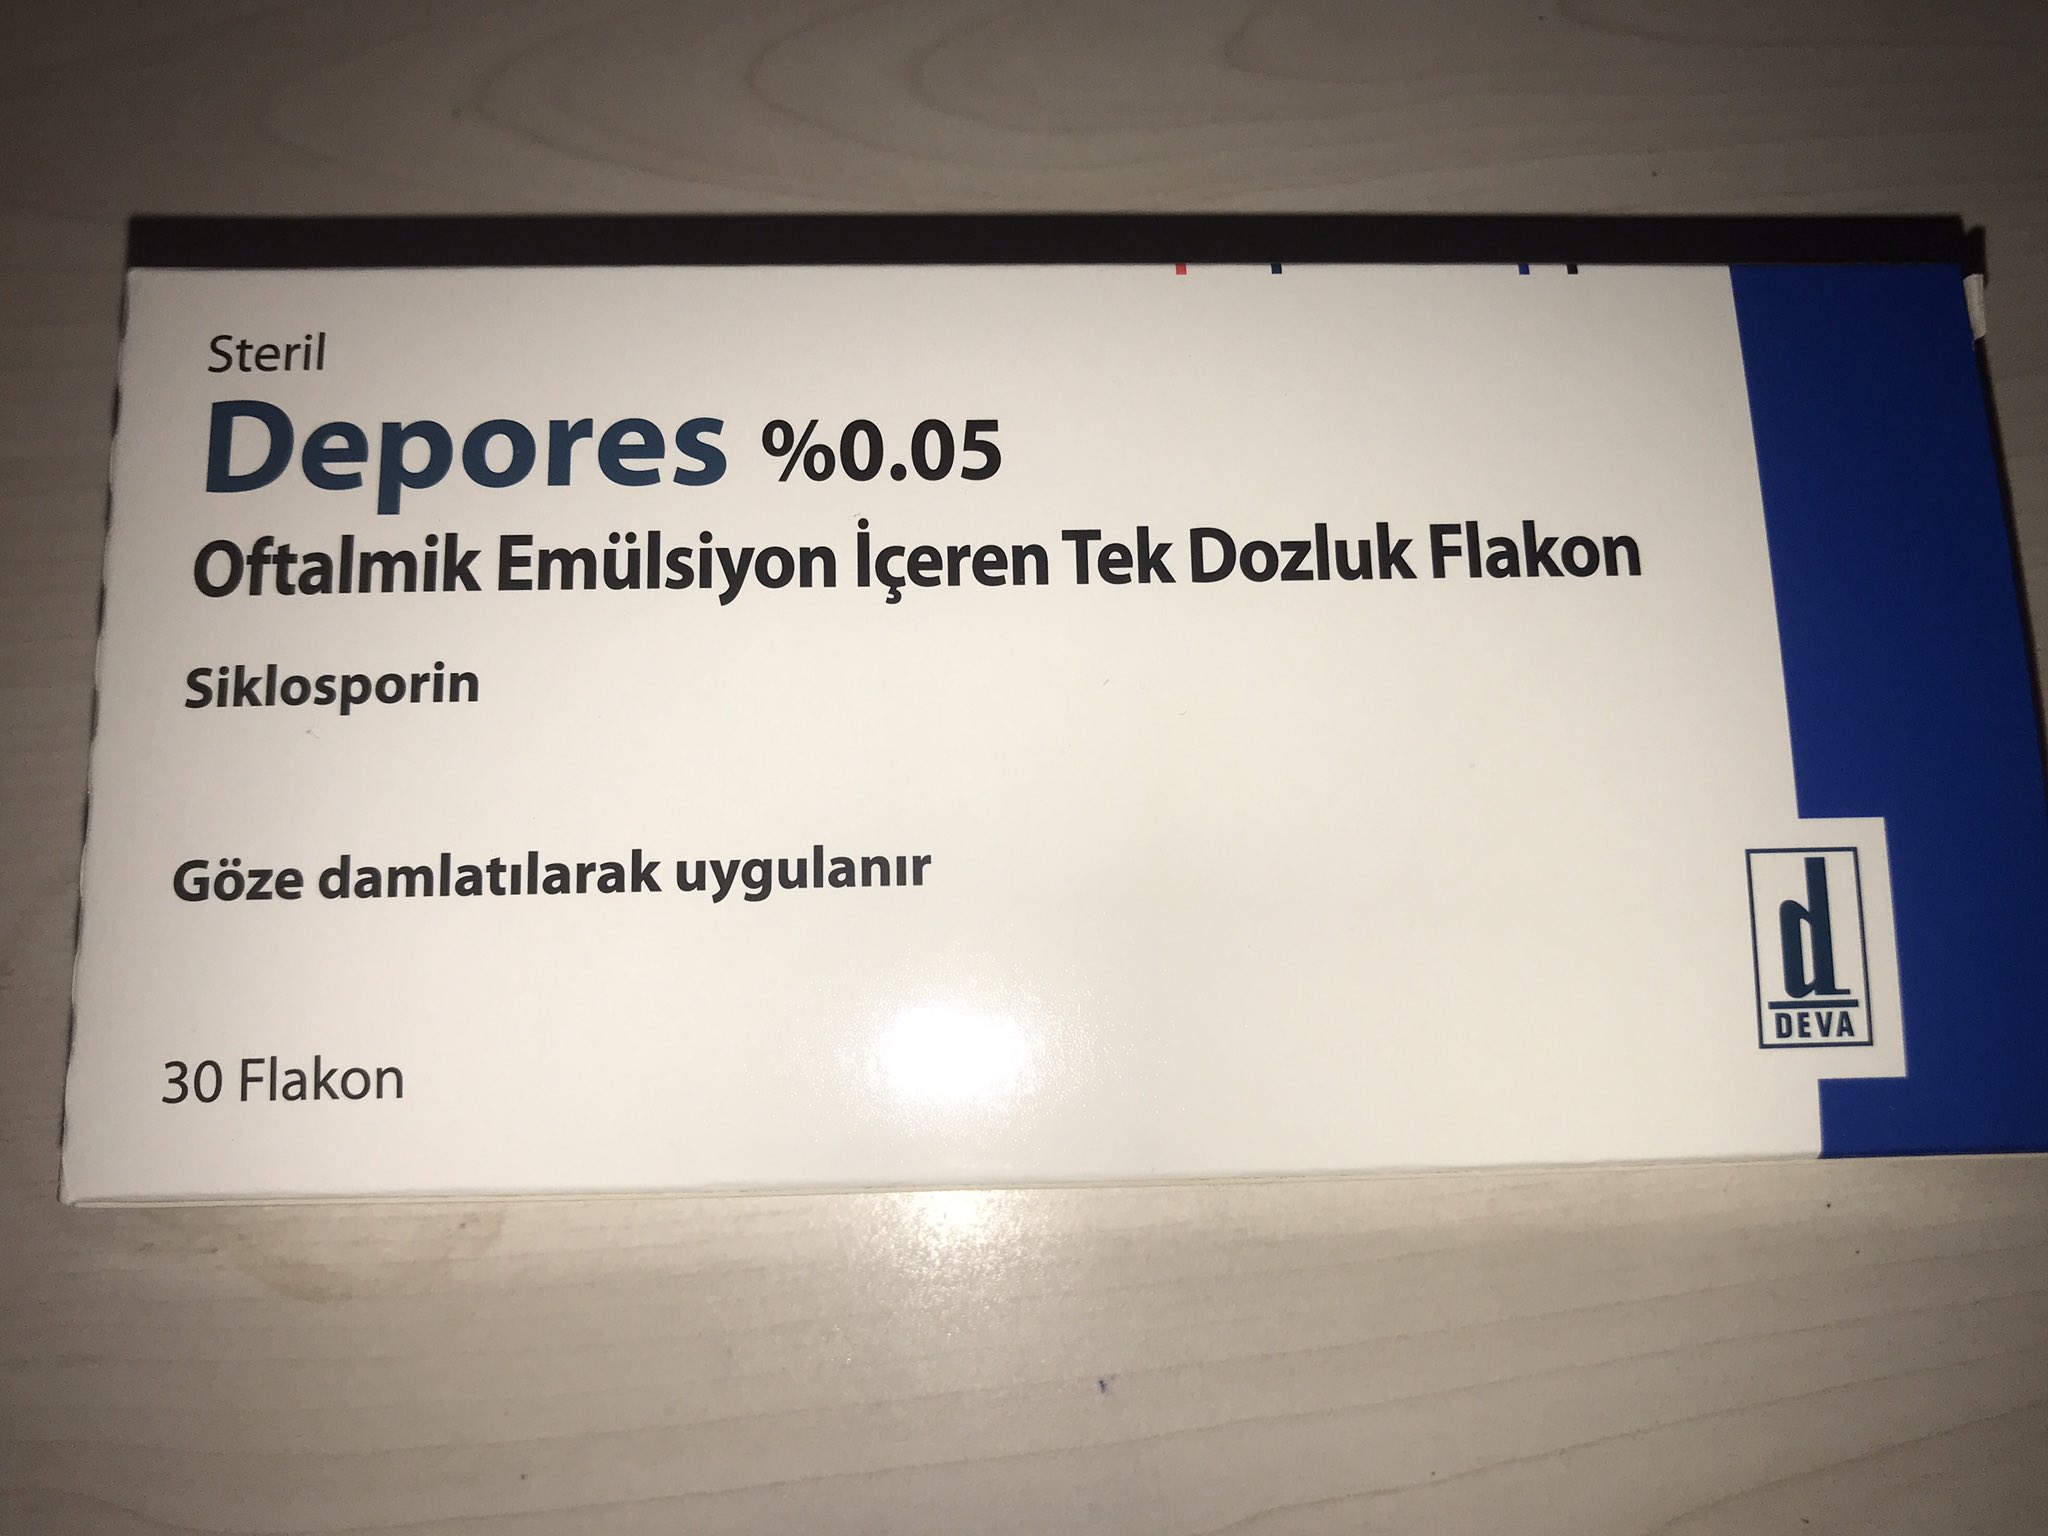 Steril
Depores %0.05
Oftalmik Emülsiyon İçeren Tek Dozluk Flakon
Siklosporin
Göze damlatılarak uygulanır
30 Flakon
d
DEVA